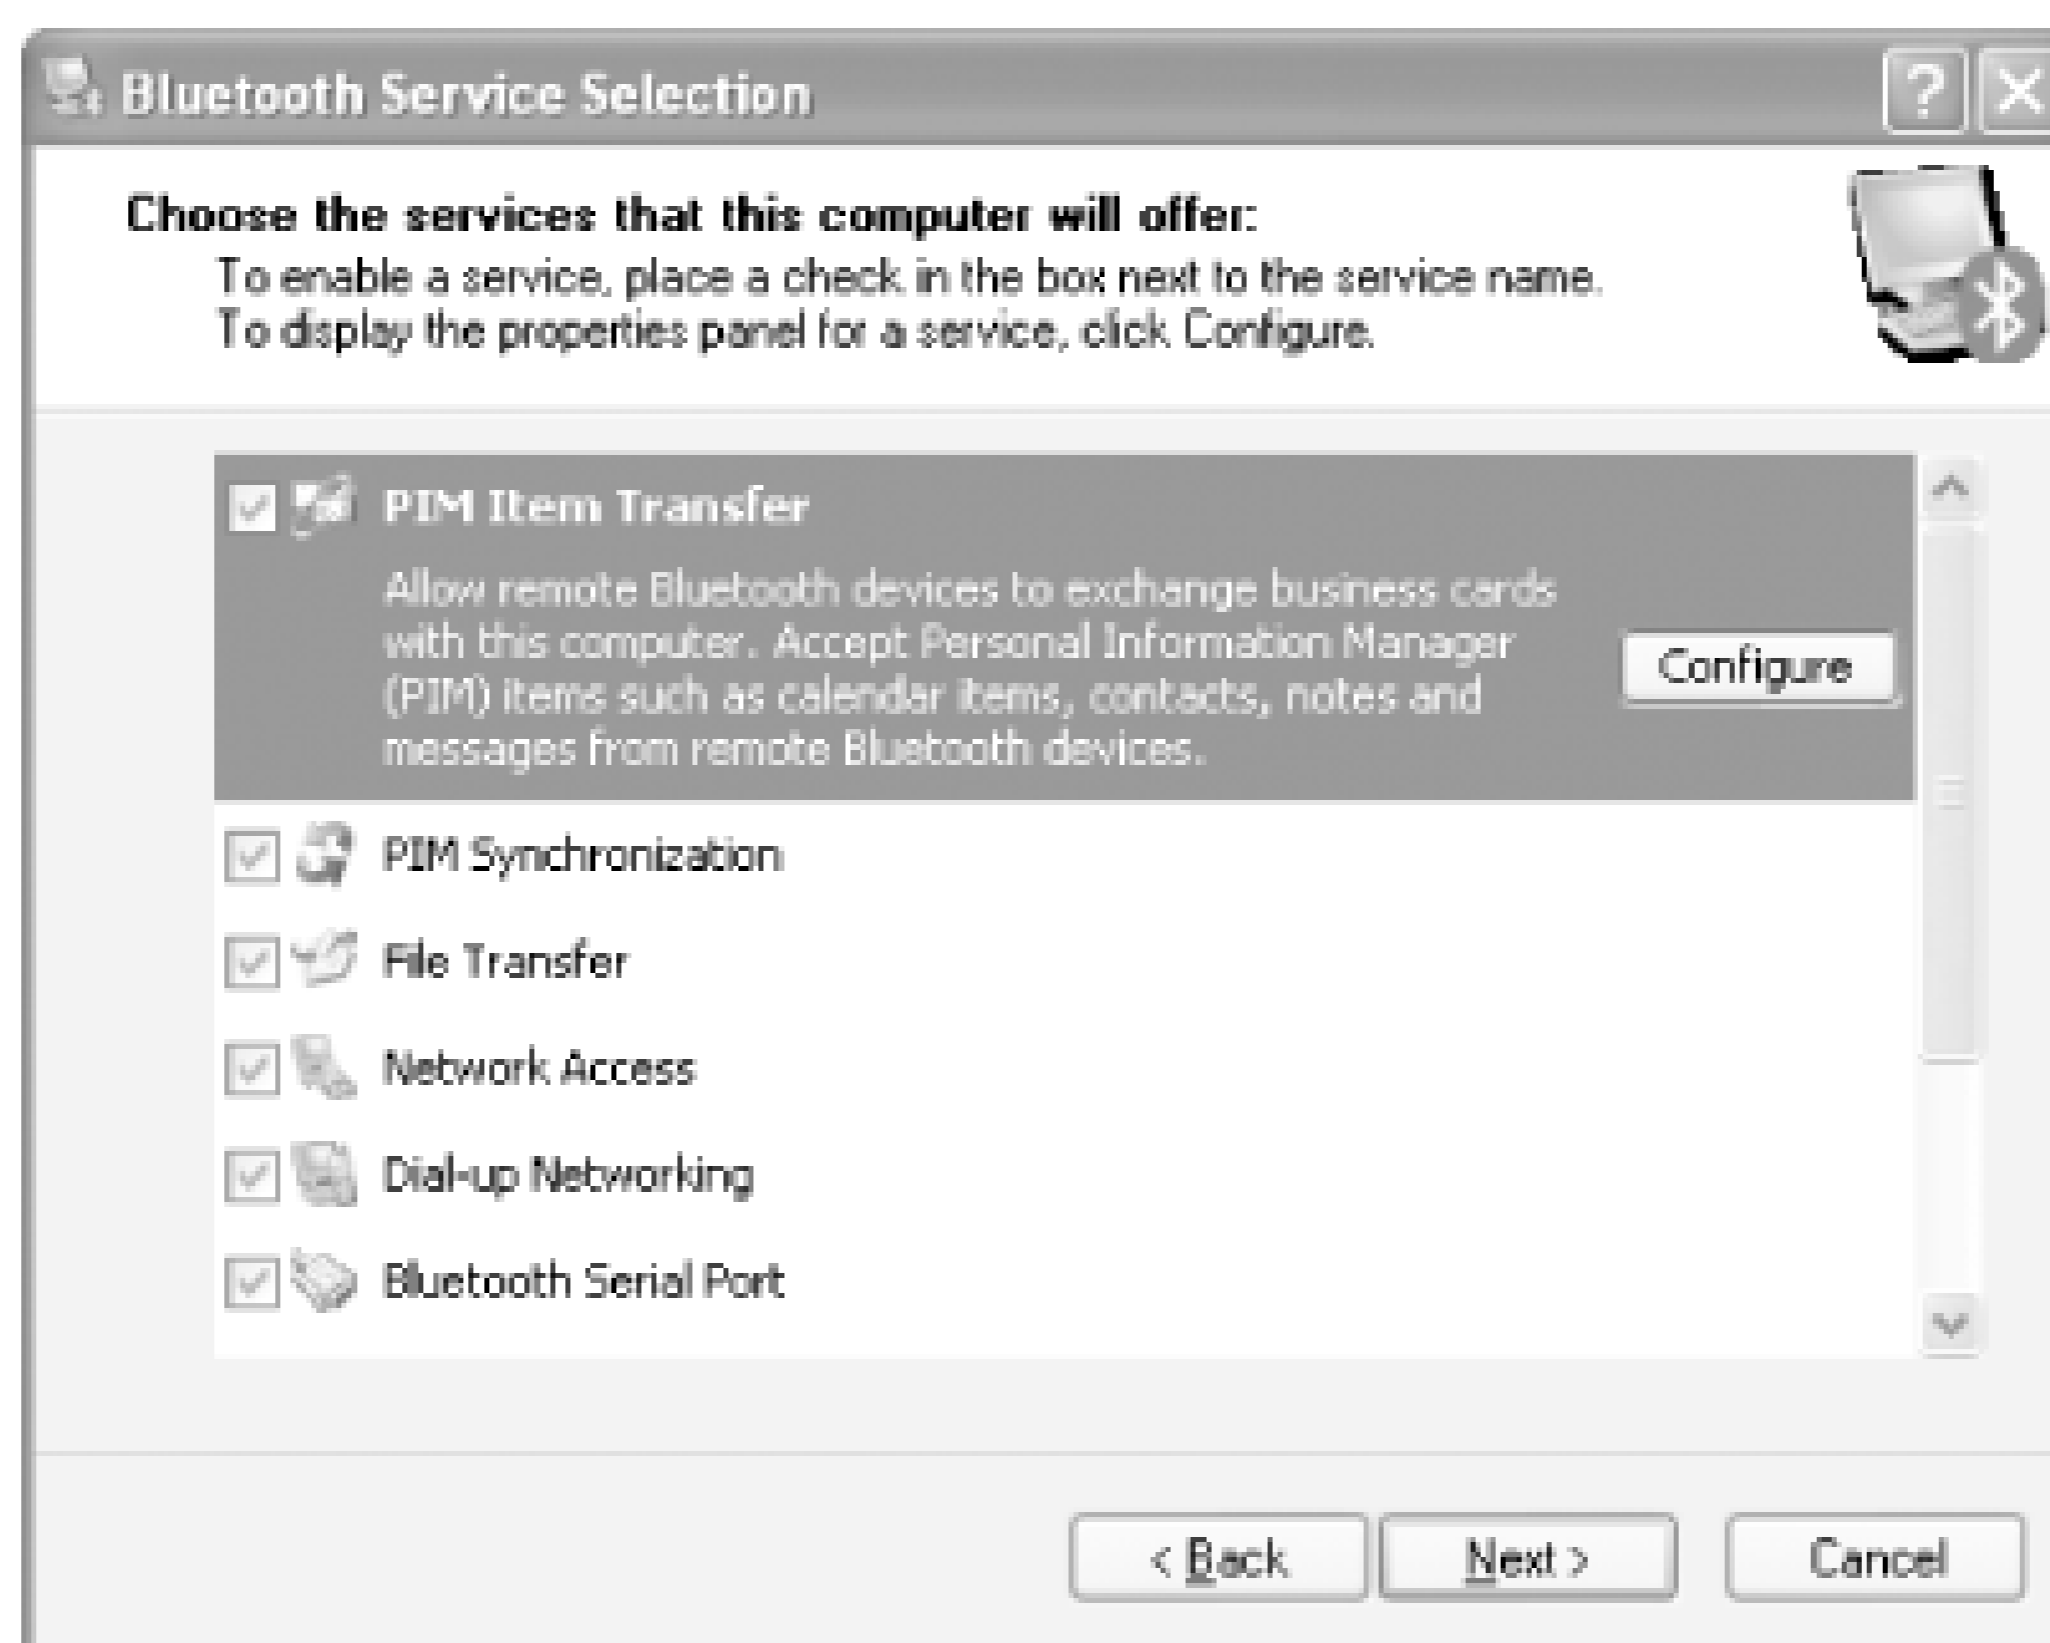 Bluetooth Service Selection
Choose the services that this computer will offer:
To enable a service, place a check in the box next to the service name.
To display the properties panel for a service, click Configure.
PIM Item Transfer
Allow remote Bluetooth devices to exchange business cards
with this computer. Accept Personal Information Manager
(PIM) items such as calendar items, contacts, notes and
messages from remote Bluetooth devices.
Configure
PIM Synchronization
File Transfer
Network Access
Dial-up Networking
Bluetooth Serial Port
< Back
Next >
Cancel